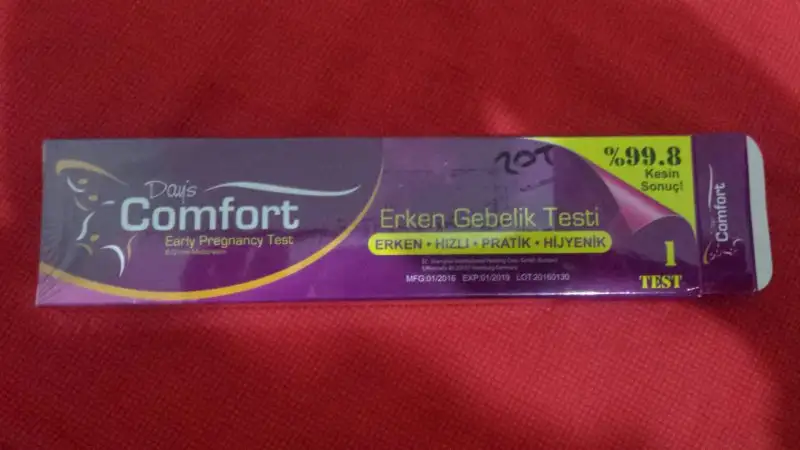 Day's
Comfort
Early Pregnancy Test
20T
Erken Gebelik Testi
ERKEN • HIZLI • PRATİK • HİJYENİK
MFG:01/2016 EXP:01/2019 LOT:20160130
%99.8
Kesin
Sonuç!
1
TEST
Comfort